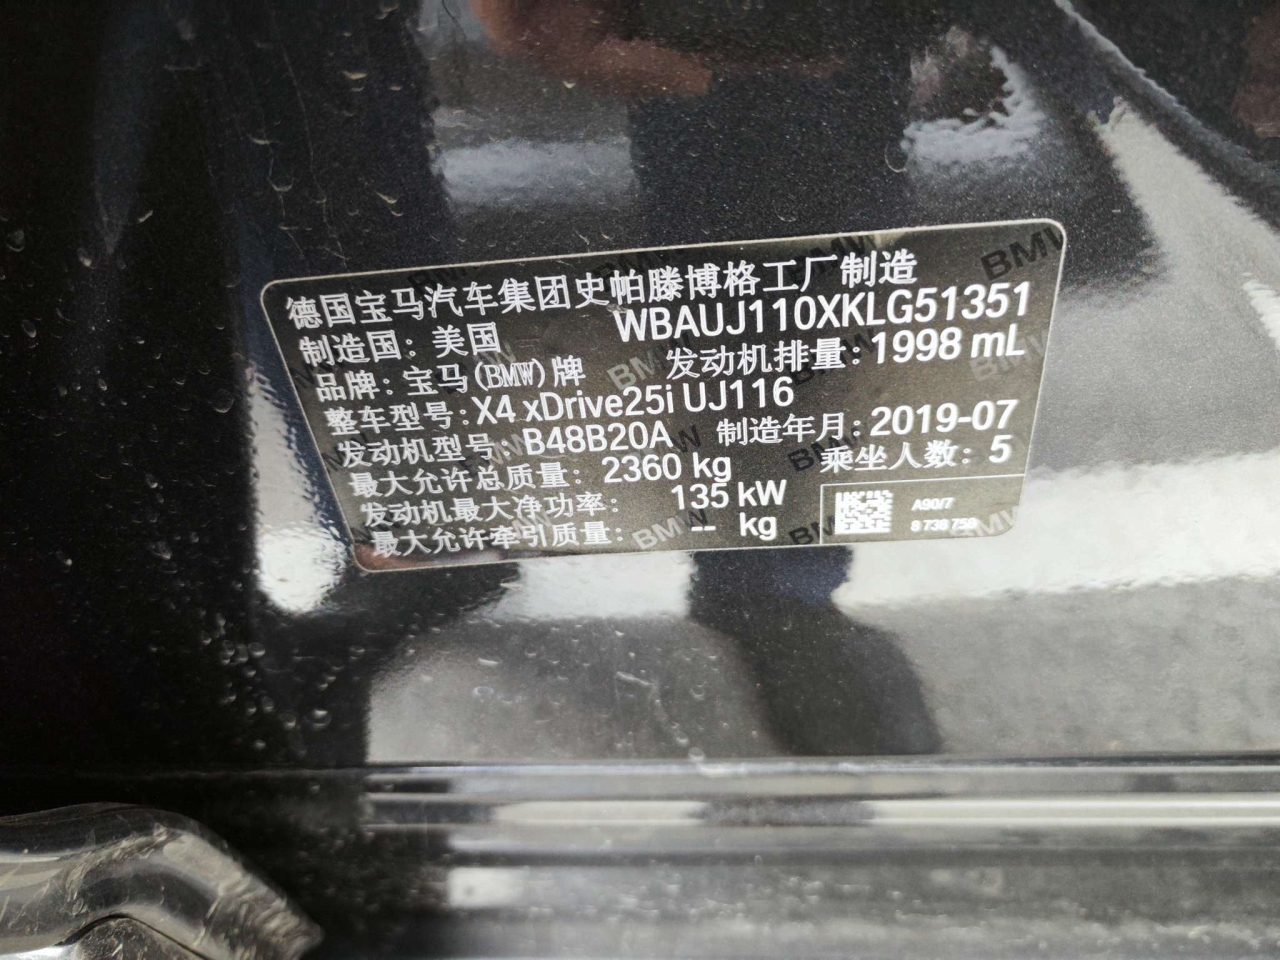 德国宝马汽车集团史帕滕博格工厂制造
制造国：美国 WBAUJ110XKLG51351
品牌：宝马(BMW)牌 发动机排量：1998 mL
整车型号：X4 xDrive25i UJ116
发动机型号：B48B20A 制造年月：2019-07
最大允许总质量：2360 kg 乘坐人数：5
发动机最大净功率：135 kW
最大允许牵引质量：-- kg
A90/7
8 738 758